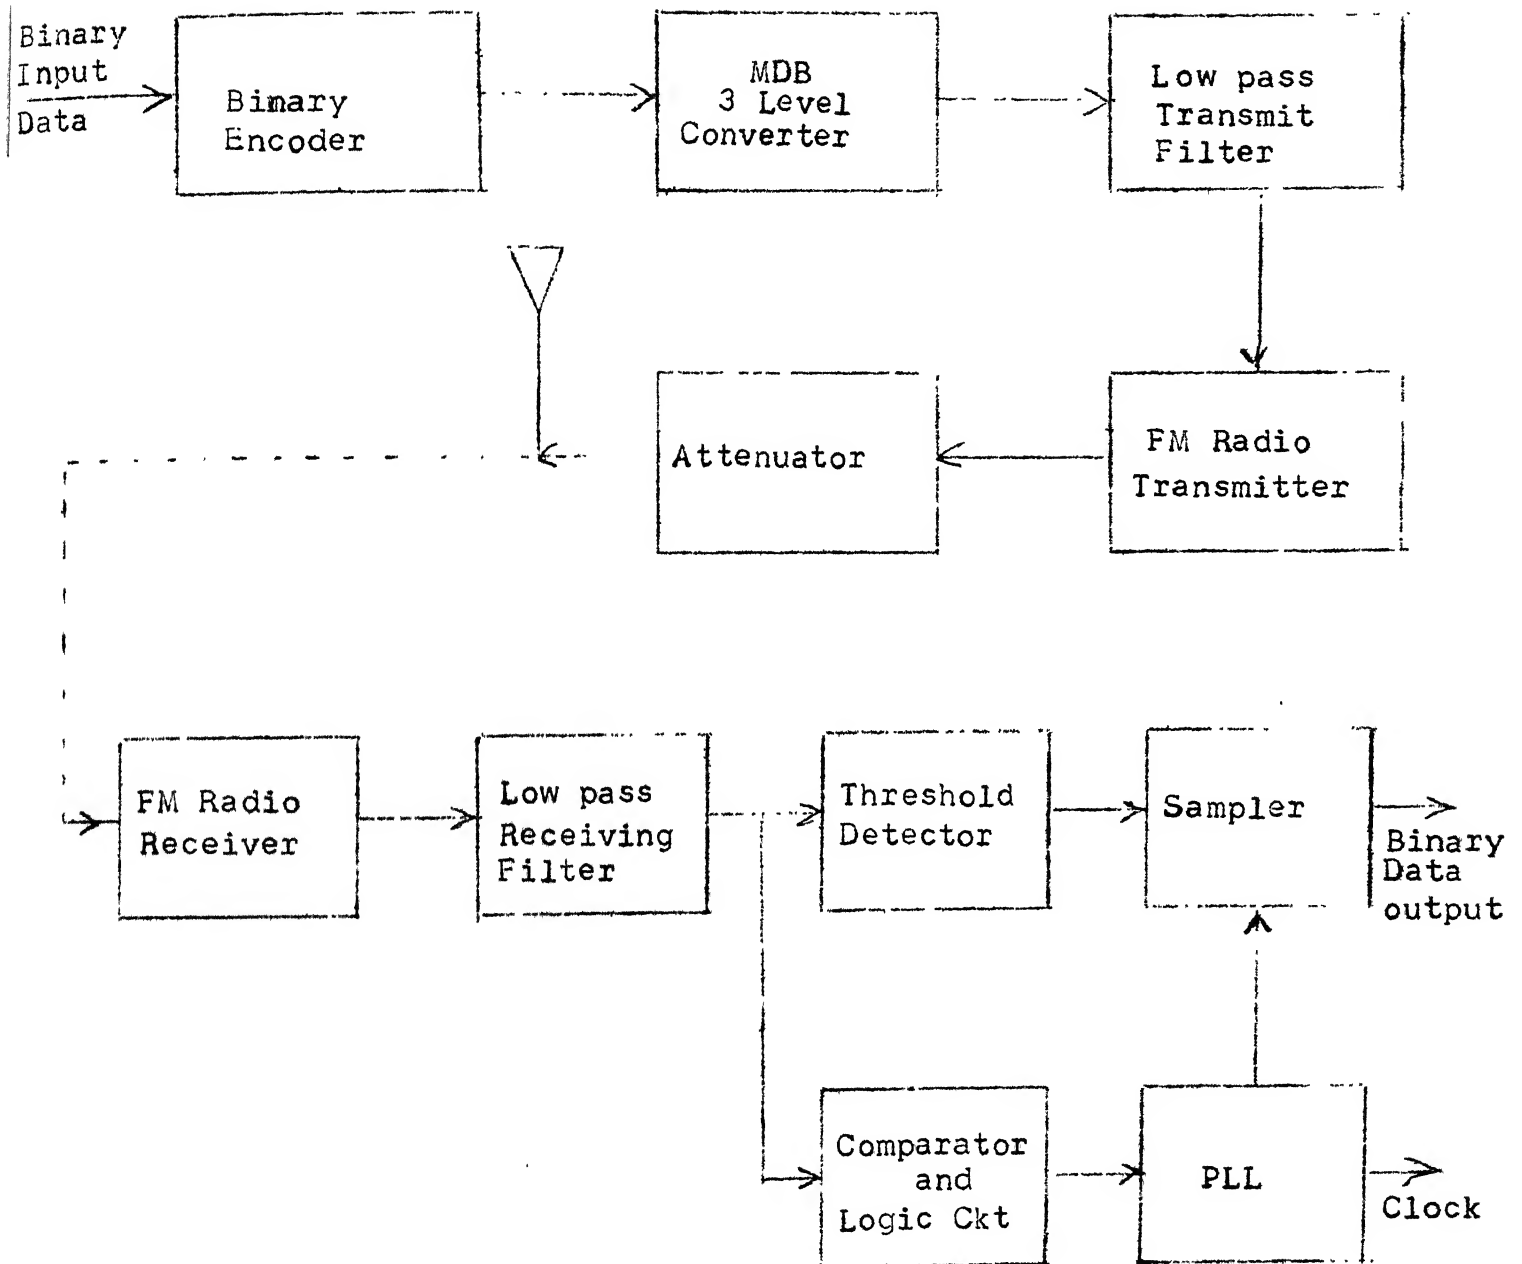 Binary
Input
Data
Binary
Encoder
MDB
3 Level
Converter
Low pass
Transmit
Filter
Attenuator
FM Radio
Transmitter
FM Radio
Receiver
Low pass
Receiving
Filter
Threshold
Detector
Sampler
Binary
Data
output
Comparator
and
Logic Ckt
PLL
Clock